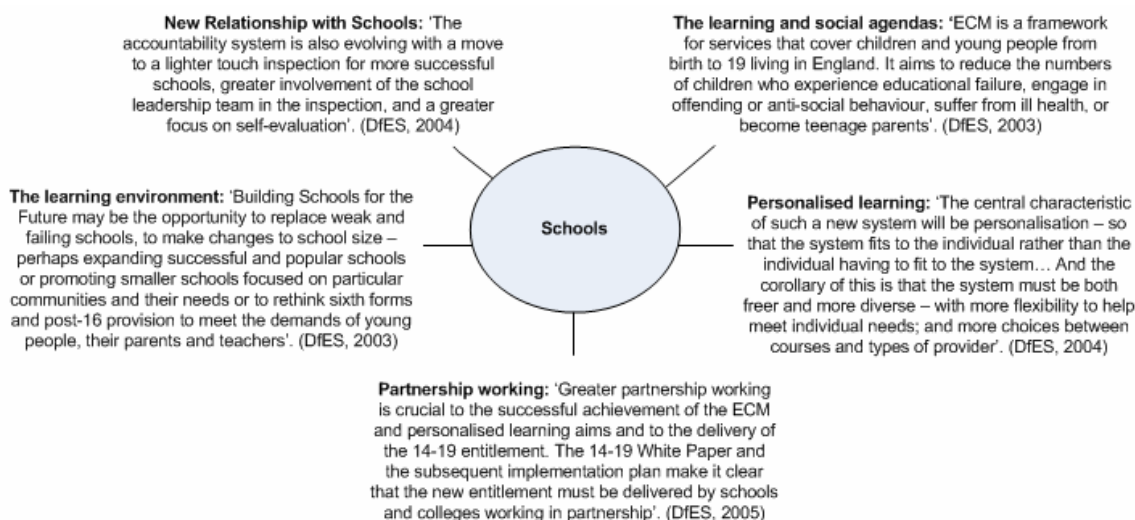 New Relationship with Schools: ‘The
accountability system is also evolving with a move
to a lighter touch inspection for more successful
schools, greater involvement of the school
leadership team in the inspection, and a greater
focus on self-evaluation’. (DfES, 2004)
The learning and social agendas: ‘ECM is a framework
for services that cover children and young people from
birth to 19 living in England. It aims to reduce the numbers
of children who experience educational failure, engage in
offending or anti-social behaviour, suffer from ill health, or
become teenage parents’. (DfES, 2003)
The learning environment: ‘Building Schools for the
Future may be the opportunity to replace weak and
failing schools, to make changes to school size –
perhaps expanding successful and popular schools
or promoting smaller schools focused on particular
communities and their needs or to rethink sixth forms
and post-16 provision to meet the demands of young
people, their parents and teachers’. (DfES, 2003)
Schools
Personalised learning: ‘The central characteristic
of such a new system will be personalisation – so
that the system fits to the individual rather than the
individual having to fit to the system… And the
corollary of this is that the system must be both
freer and more diverse – with more flexibility to help
meet individual needs; and more choices between
courses and types of provider’. (DfES, 2004)
Partnership working: ‘Greater partnership working
is crucial to the successful achievement of the ECM
and personalised learning aims and to the delivery of
the 14-19 entitlement. The 14-19 White Paper and
the subsequent implementation plan make it clear
that the new entitlement must be delivered by schools
and colleges working in partnership’. (DfES, 2005)